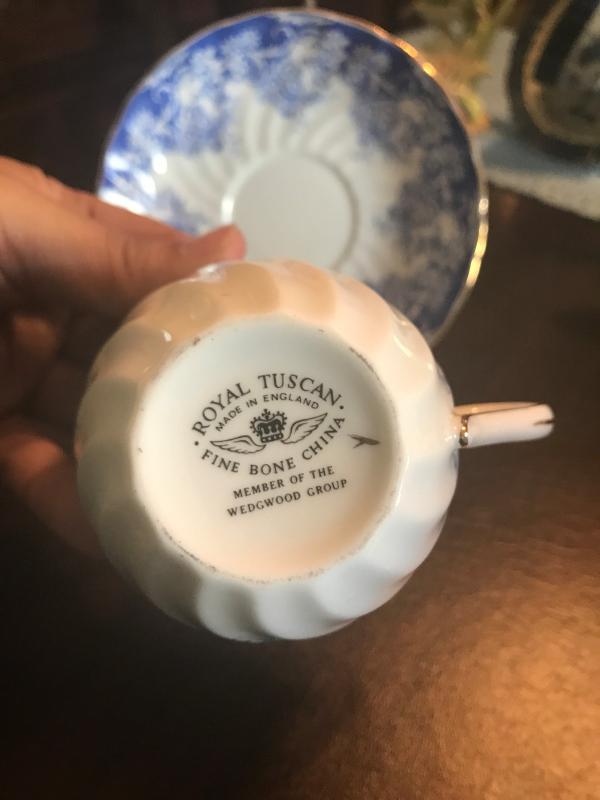 ROYAL TUSCAN
MADE IN ENGLAND
FINE BONE CHINA
MEMBER OF THE
WEDGWOOD GROUP